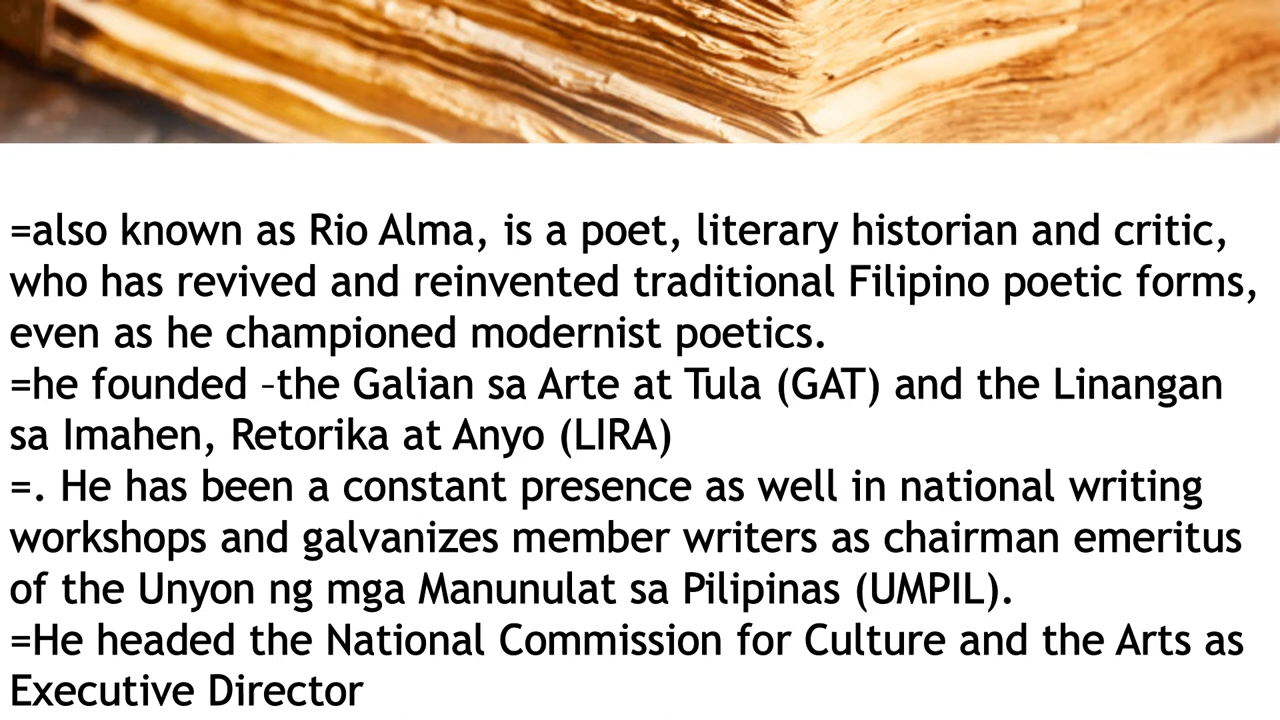 =also known as Rio Alma, is a poet, literary historian and critic,
who has revived and reinvented traditional Filipino poetic forms,
even as he championed modernist poetics.
=he founded –the Galian sa Arte at Tula (GAT) and the Linangan
sa Imahen, Retorika at Anyo (LIRA)
=. He has been a constant presence as well in national writing
workshops and galvanizes member writers as chairman emeritus
of the Unyon ng mga Manunulat sa Pilipinas (UMPIL).
=He headed the National Commission for Culture and the Arts as
Executive Director